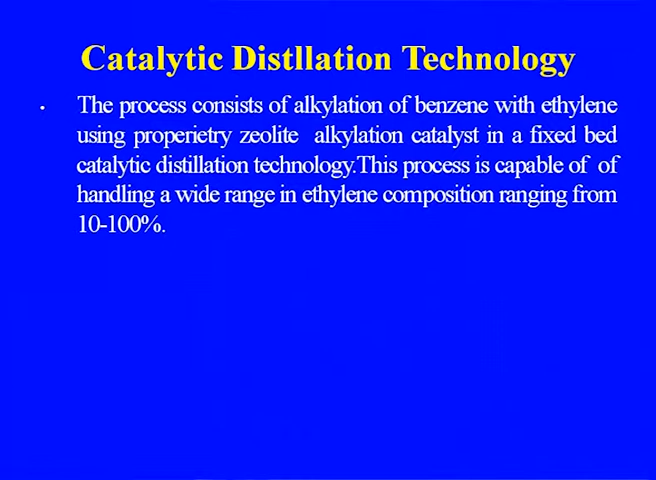 Catalytic Distllation Technology
• The process consists of alkylation of benzene with ethylene
using properietry zeolite alkylation catalyst in a fixed bed
catalytic distillation technology.This process is capable of of
handling a wide range in ethylene composition ranging from
10-100%.